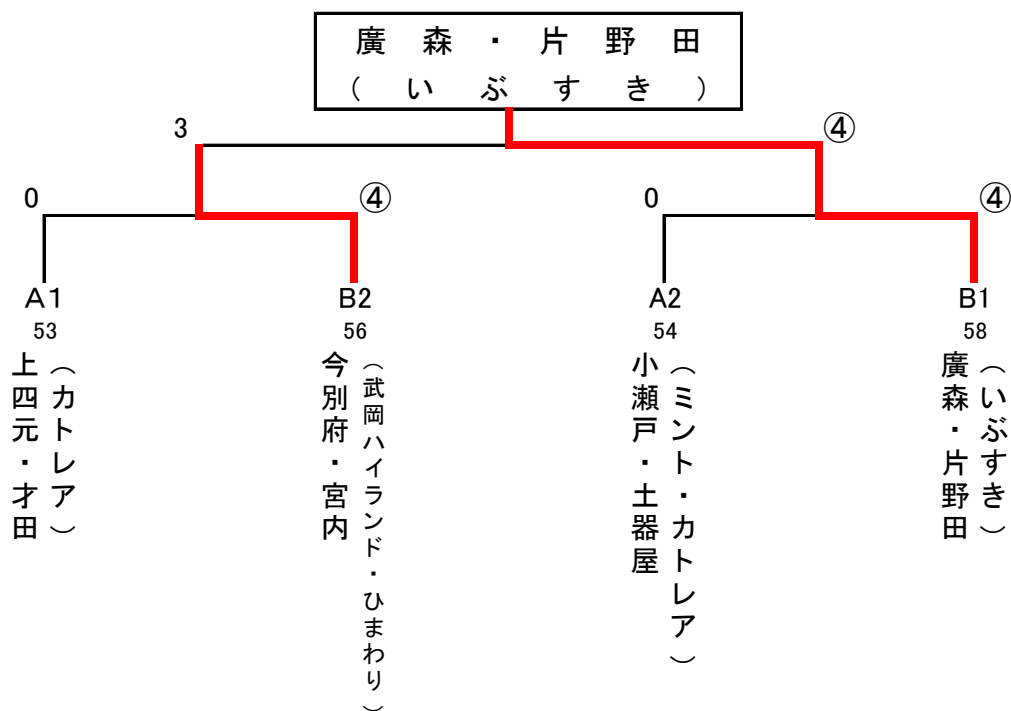 廣森・片野田
（いぶすき）
3
④
0
④
0
④
A1
B2
A2
B1
53
56
54
58
上四元・才田
（カトレア）
今別府・宮内
（武岡ハイランド・ひまわり）
小瀬戸・土器屋
（ミント・カトレア）
廣森・片野田
（いぶすき）